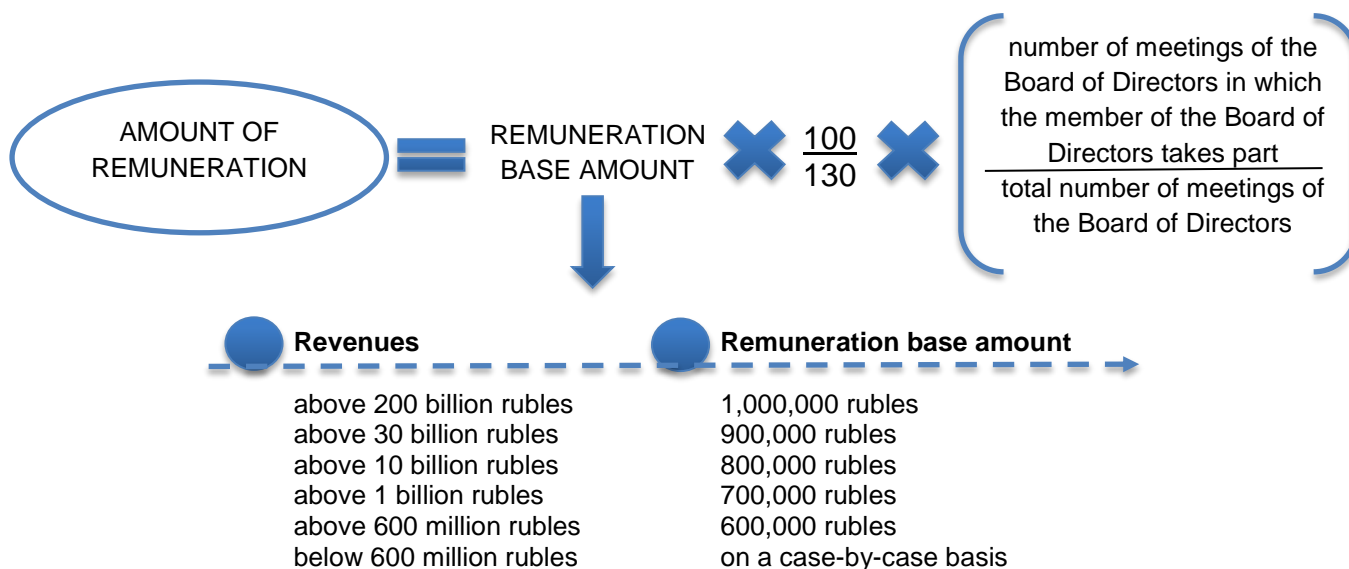 AMOUNT OF
REMUNERATION
REMUNERATION
BASE AMOUNT
100
130
number of meetings of the
Board of Directors in which
the member of the Board of
Directors takes part
total number of meetings of
the Board of Directors
Revenues Remuneration base amount
above 200 billion rubles 1,000,000 rubles
above 30 billion rubles 900,000 rubles
above 10 billion rubles 800,000 rubles
above 1 billion rubles 700,000 rubles
above 600 million rubles 600,000 rubles
below 600 million rubles on a case-by-case basis